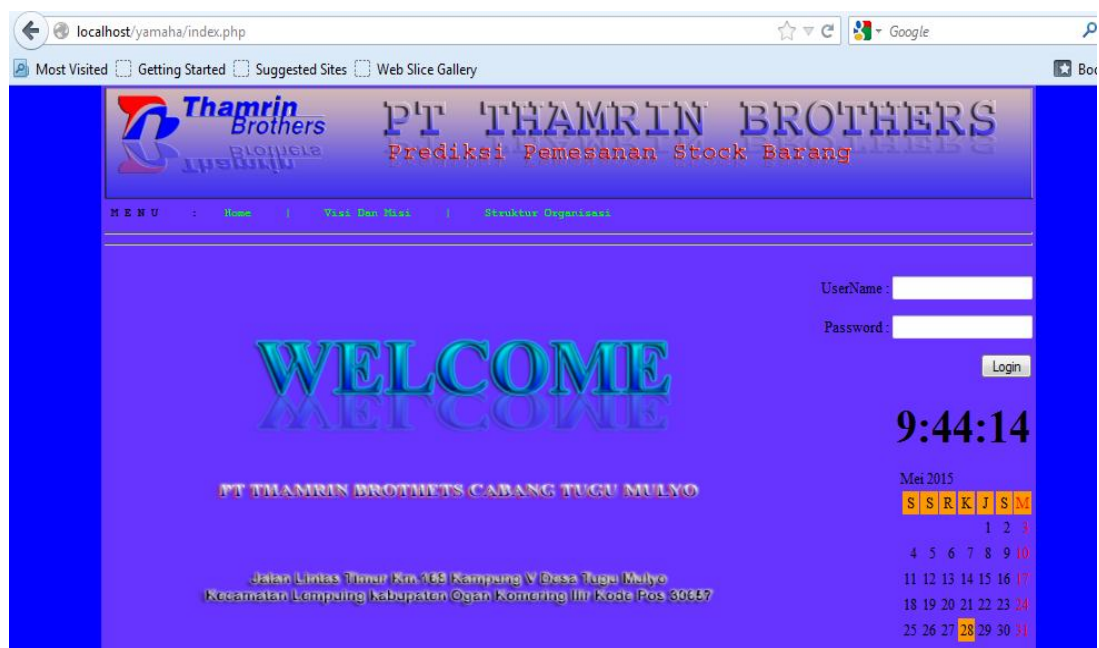 localhost/yamaha/index.php
Google
Most Visited Getting Started Suggested Sites Web Slice Gallery
Boo
Thamrin
Brothers
PT THAMRIN BROTHERS
Prediksi Pemesanan Stock Barang
M E N U : Home | Visi Dan Misi | Struktur Organisasi
UserName :
Password :
Login
WELCOME
9:44:14
PT THAMRIN BROTHETS CABANG TUGU MULYO
Mei 2015
S S R K J S M
1 2 3
4 5 6 7 8 9 10
11 12 13 14 15 16 17
18 19 20 21 22 23 24
25 26 27 28 29 30 31
Jalan Lintas Timur Km.165 Kampung V Desa Tugu Mulyo
Kecamatan Lempuing kabupaten Ogan Komering Ilir Kode Pos 30657